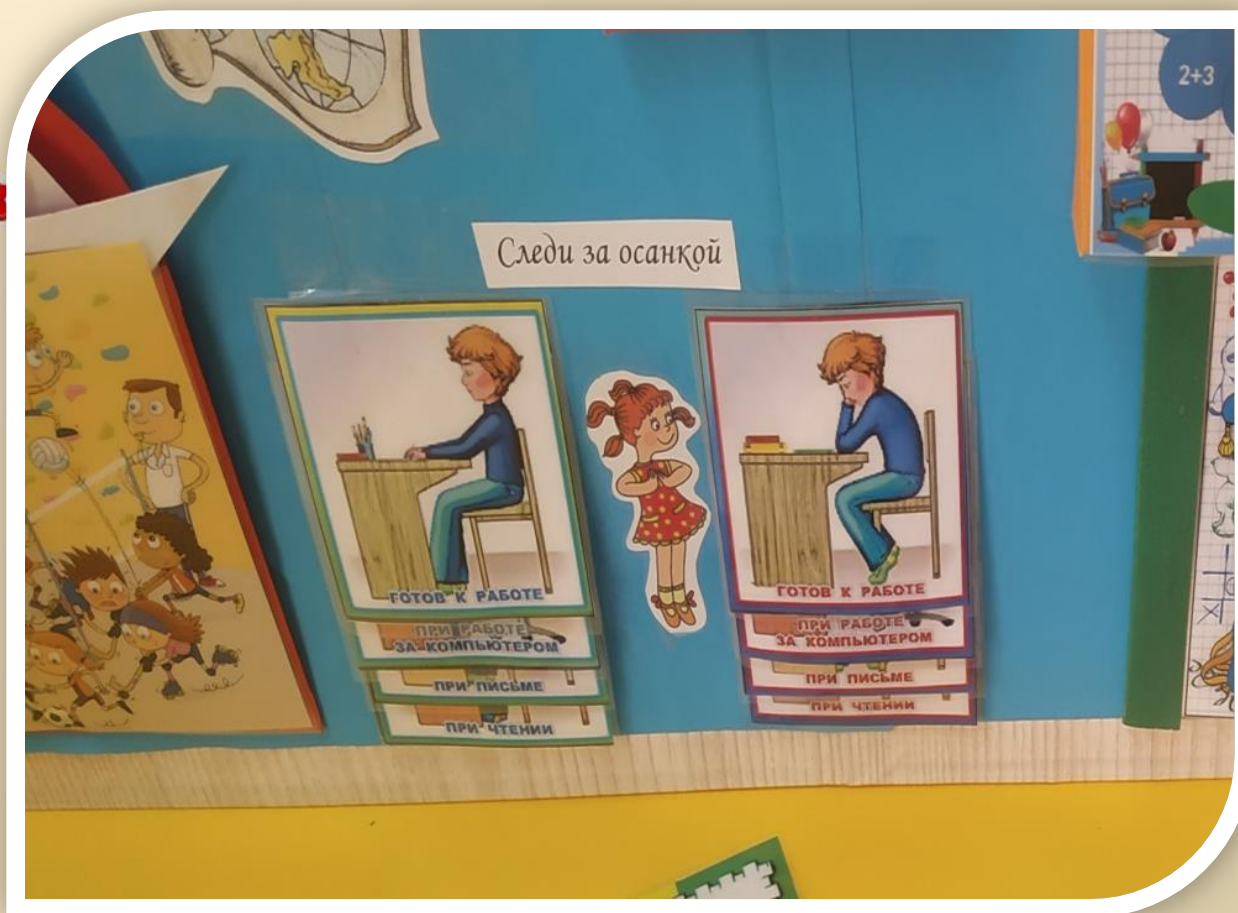 2+3
Следи за осанкой
ГОТОВ К РАБОТЕ
ПРИ РАБОТЕ
ЗА КОМПЬЮТЕРОМ
ПРИ ПИСЬМЕ
ПРИ ЧТЕНИИ
ГОТОВ К РАБОТЕ
ПРИ РАБОТЕ
ЗА КОМПЬЮТЕРОМ
ПРИ ПИСЬМЕ
ПРИ ЧТЕНИИ